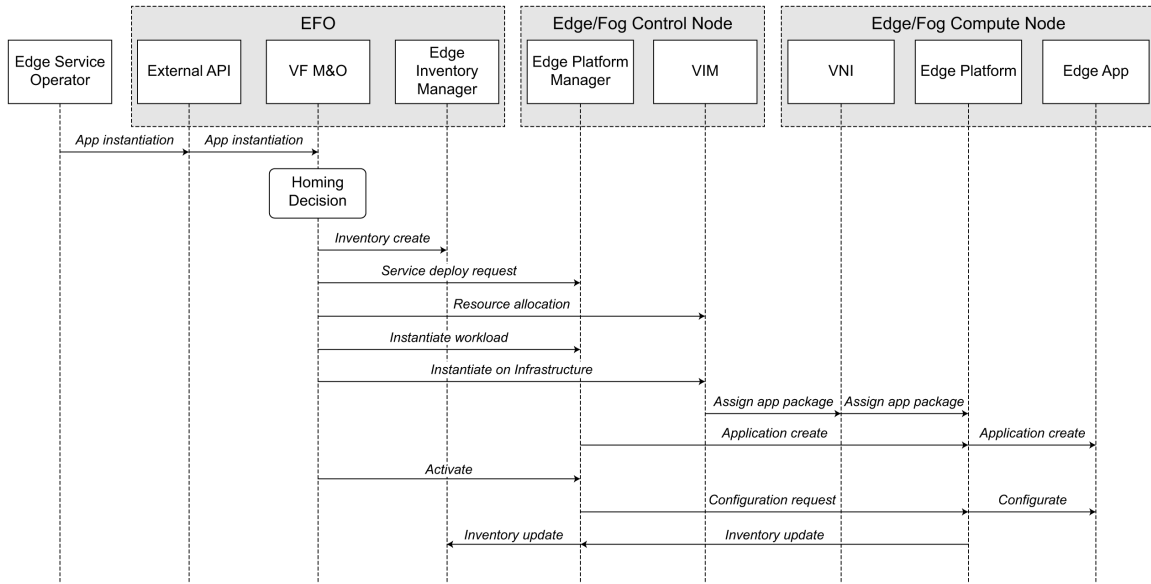 EFO
Edge/Fog Control Node
Edge/Fog Compute Node
Edge Service
Operator
External API
VF M&O
Edge
Inventory
Manager
Edge Platform
Manager
VIM
VNI
Edge Platform
Edge App
App instantiation
App instantiation
Homing
Decision
Inventory create
Service deploy request
Resource allocation
Instantiate workload
Instantiate on Infrastructure
Assign app package
Assign app package
Application create
Application create
Activate
Configuration request
Configurate
Inventory update
Inventory update